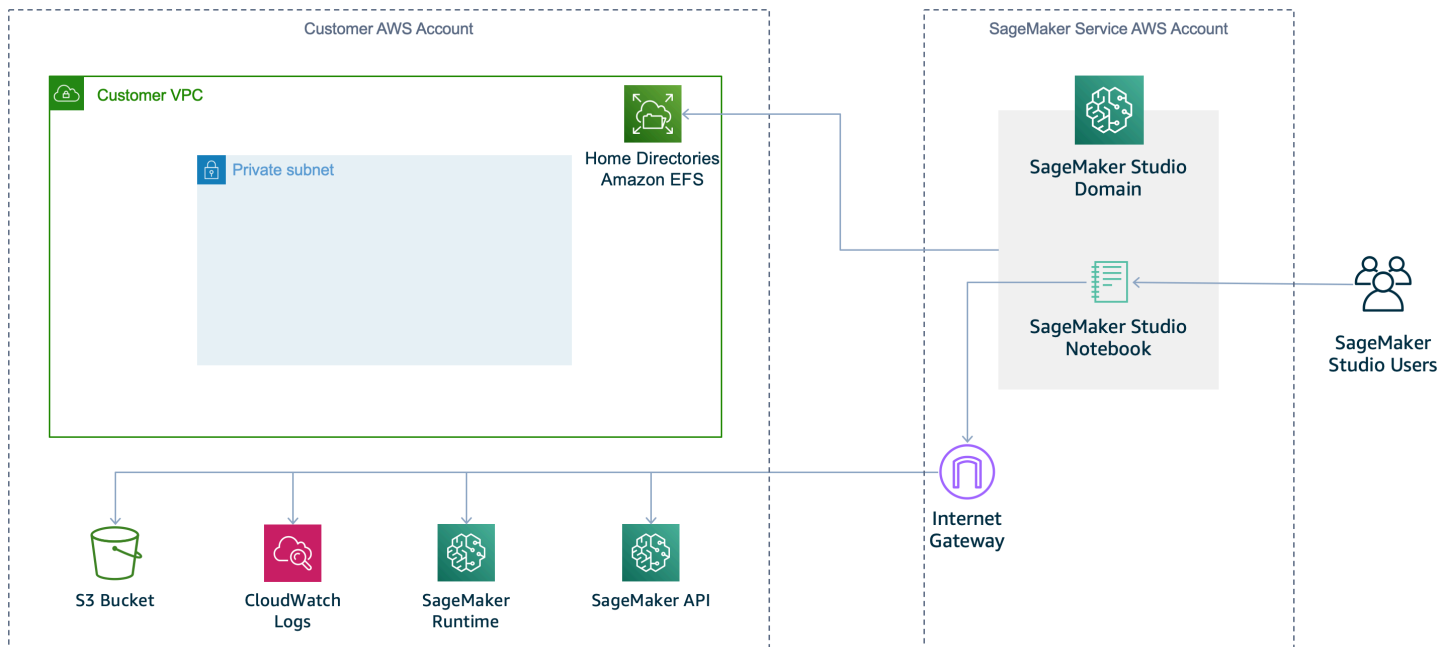 Customer AWS Account
SageMaker Service AWS Account
Customer VPC
Home Directories
Amazon EFS
Private subnet
SageMaker Studio
Domain
SageMaker Studio
Notebook
SageMaker
Studio Users
Internet
Gateway
S3 Bucket
CloudWatch
Logs
SageMaker
Runtime
SageMaker API